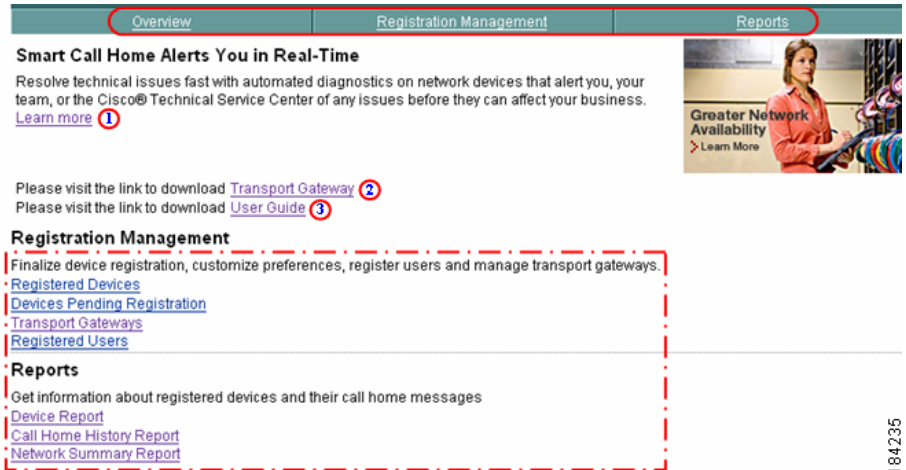 Overview Registration Management Reports
Smart Call Home Alerts You in Real-Time
Resolve technical issues fast with automated diagnostics on network devices that alert you, your
team, or the Cisco® Technical Service Center of any issues before they can affect your business.
Learn more 1
Greater Network
Availability
Learn More
Please visit the link to download Transport Gateway 2
Please visit the link to download User Guide 3
Registration Management
Finalize device registration, customize preferences, register users and manage transport gateways.
Registered Devices
Devices Pending Registration
Transport Gateways
Registered Users
Reports
Get information about registered devices and their call home messages
Device Report
Call Home History Report
Network Summary Report
184235